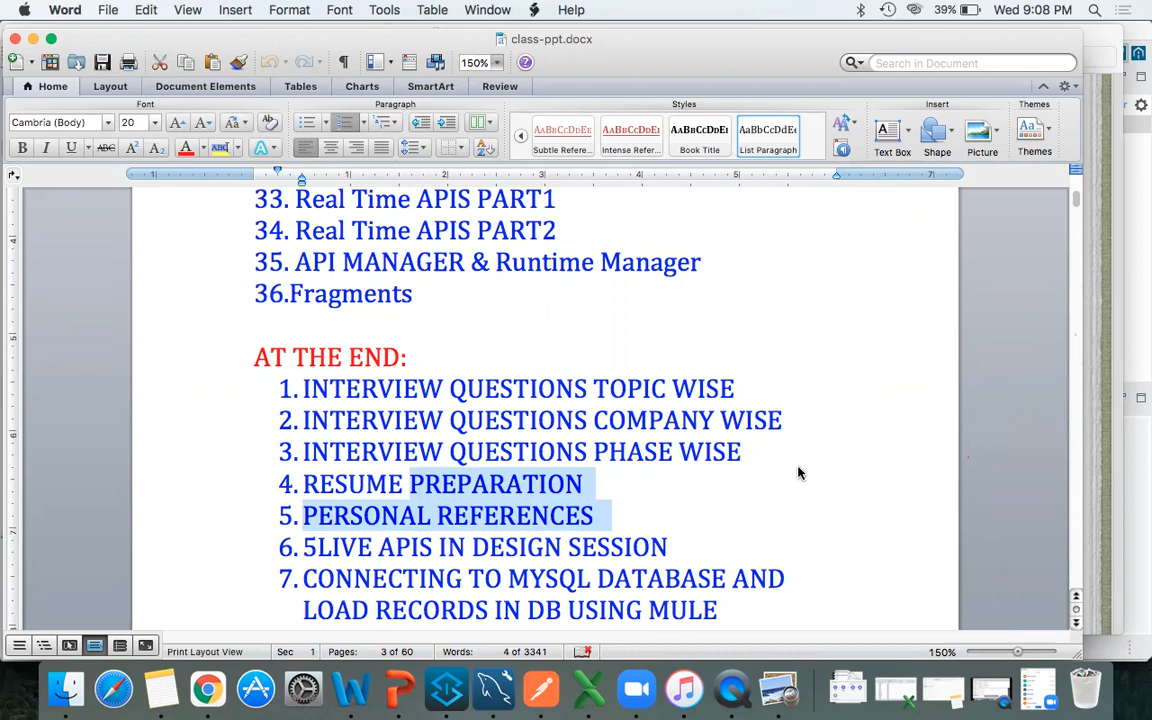 Word File Edit View Insert Format Font Tools Table Window Help 39% Wed 9:08 PM
class-ppt.docx
150% Search in Document
Home Layout Document Elements Tables Charts SmartArt Review
Font Paragraph Styles Insert Themes
Cambria (Body) 20
AaBbCcDdEe AaBbCcDdEe AaBbCcDdEe AaBbCcDdEe
Subtle Refere... Intense Refer... Book Title List Paragraph
Text Box Shape Picture Themes
33. Real Time APIS PART1
34. Real Time APIS PART2
35. API MANAGER & Runtime Manager
36.Fragments
AT THE END:
1. INTERVIEW QUESTIONS TOPIC WISE
2. INTERVIEW QUESTIONS COMPANY WISE
3. INTERVIEW QUESTIONS PHASE WISE
4. RESUME PREPARATION
5. PERSONAL REFERENCES
6. 5LIVE APIS IN DESIGN SESSION
7. CONNECTING TO MYSQL DATABASE AND
LOAD RECORDS IN DB USING MULE
Print Layout View Sec 1 Pages: 3 of 60 Words: 4 of 3341 150%